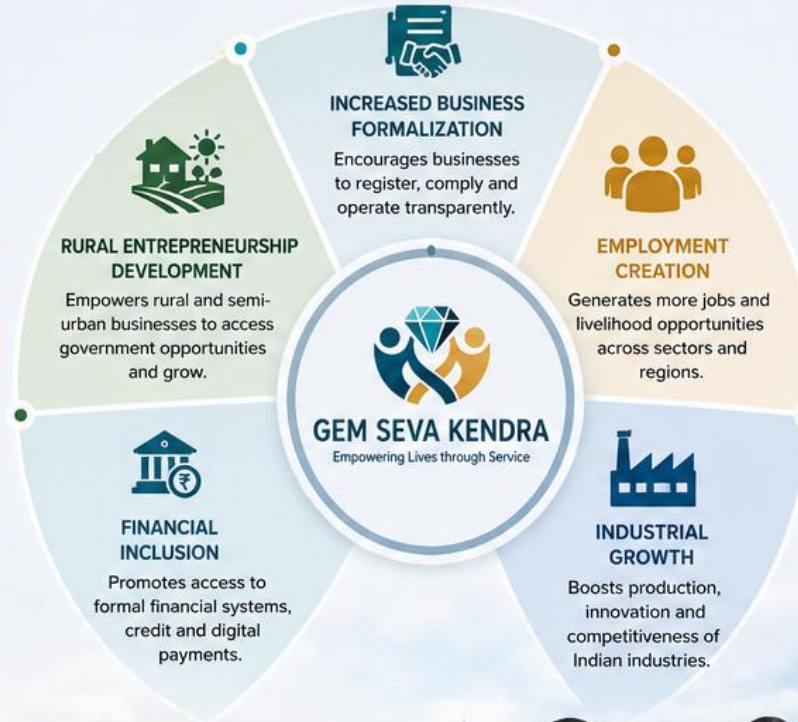 INCREASED BUSINESS
FORMALIZATION
Encourages businesses
to register, comply and
operate transparently.
RURAL ENTREPRENEURSHIP
DEVELOPMENT
Empowers rural and semi-
urban businesses to access
government opportunities
and grow.
EMPLOYMENT
CREATION
Generates more jobs and
livelihood opportunities
across sectors and
regions.
GEM SEVA KENDRA
Empowering Lives through Service
FINANCIAL
INCLUSION
Promotes access to
formal financial systems,
credit and digital
payments.
₹
INDUSTRIAL
GROWTH
Boosts production,
innovation and
competitiveness of
Indian industries.